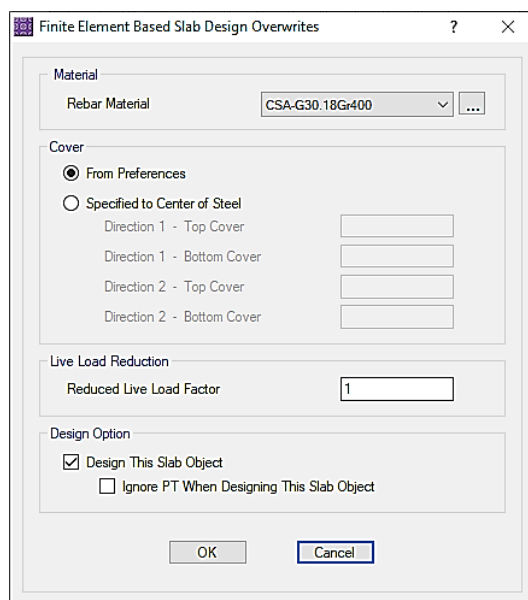 Finite Element Based Slab Design Overwrites ? ×
Material
Rebar Material CSA-G30.18Gr400 ...
Cover
From Preferences
Specified to Center of Steel
Direction 1 - Top Cover
Direction 1 - Bottom Cover
Direction 2 - Top Cover
Direction 2 - Bottom Cover
Live Load Reduction
Reduced Live Load Factor 1
Design Option
Design This Slab Object
Ignore PT When Designing This Slab Object
OK Cancel